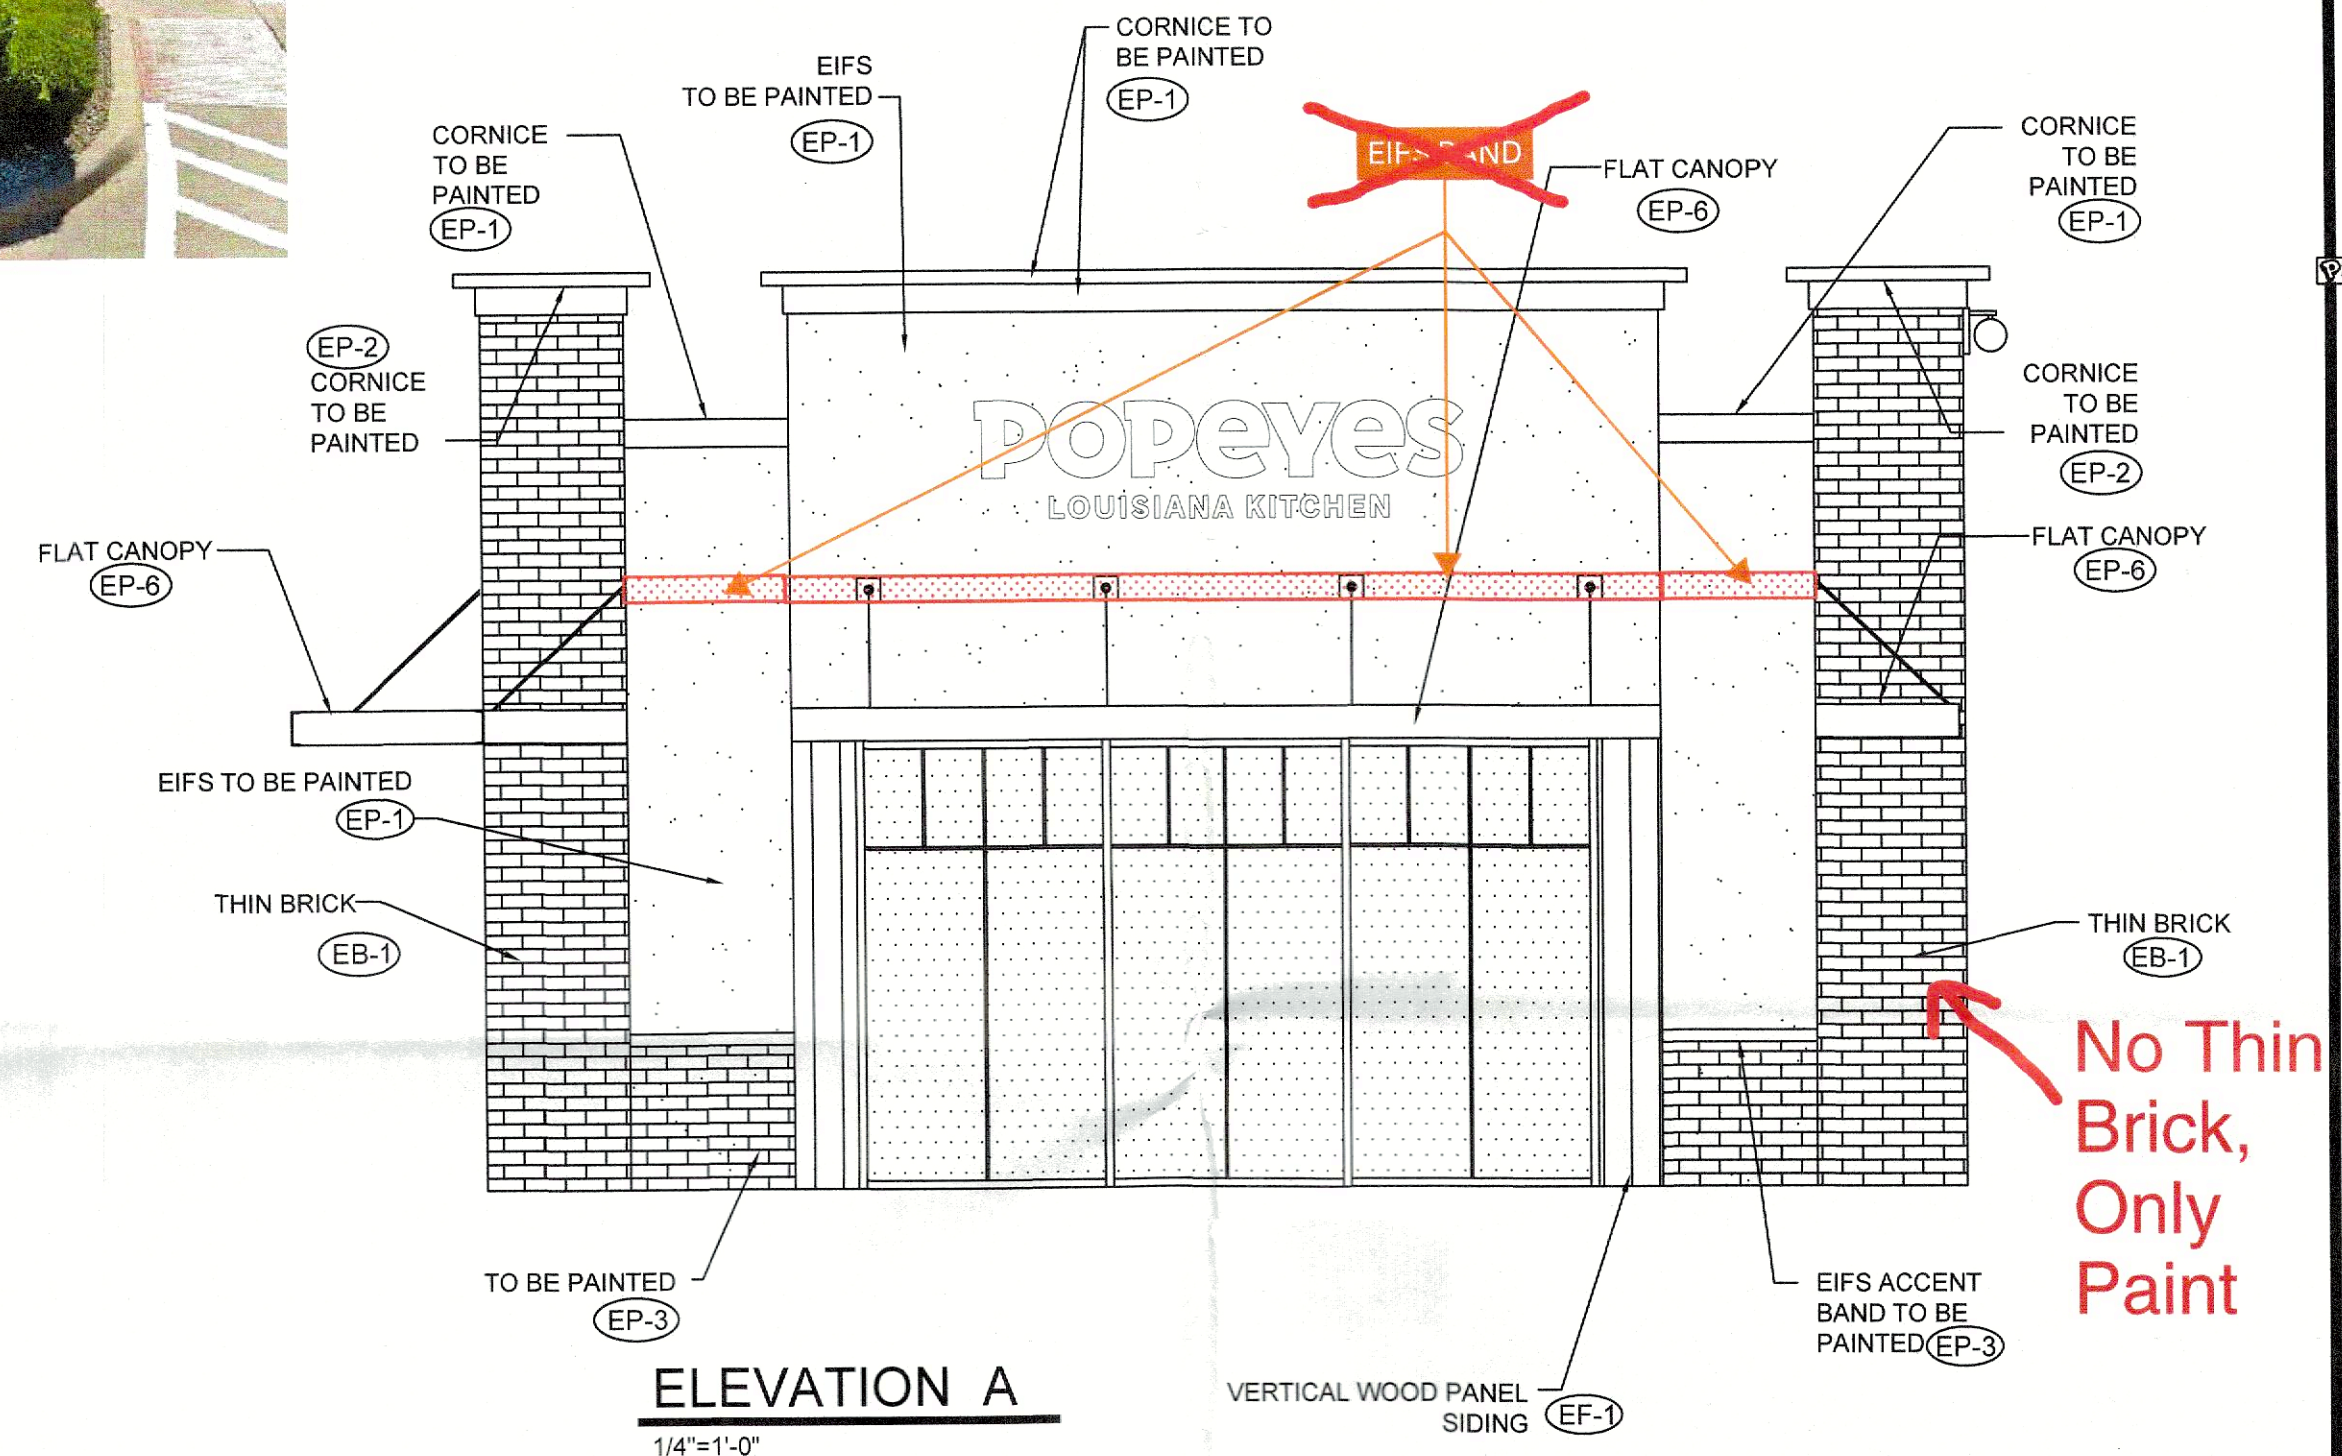 CORNICE TO
BE PAINTED
EP-1
EIFS
TO BE PAINTED
EP-1
CORNICE
TO BE
PAINTED
EP-1
EIFS BAND
FLAT CANOPY
EP-6
CORNICE
TO BE
PAINTED
EP-1
EP-2
CORNICE
TO BE
PAINTED
CORNICE
TO BE
PAINTED
EP-2
POPEYES
LOUISIANA KITCHEN
FLAT CANOPY
EP-6
FLAT CANOPY
EP-6
EIFS TO BE PAINTED
EP-1
THIN BRICK
EB-1
THIN BRICK
EB-1
No Thin
Brick,
Only
Paint
TO BE PAINTED
EP-3
EIFS ACCENT
BAND TO BE
PAINTED EP-3
VERTICAL WOOD PANEL
SIDING EF-1
ELEVATION A
1/4"=1'-0"